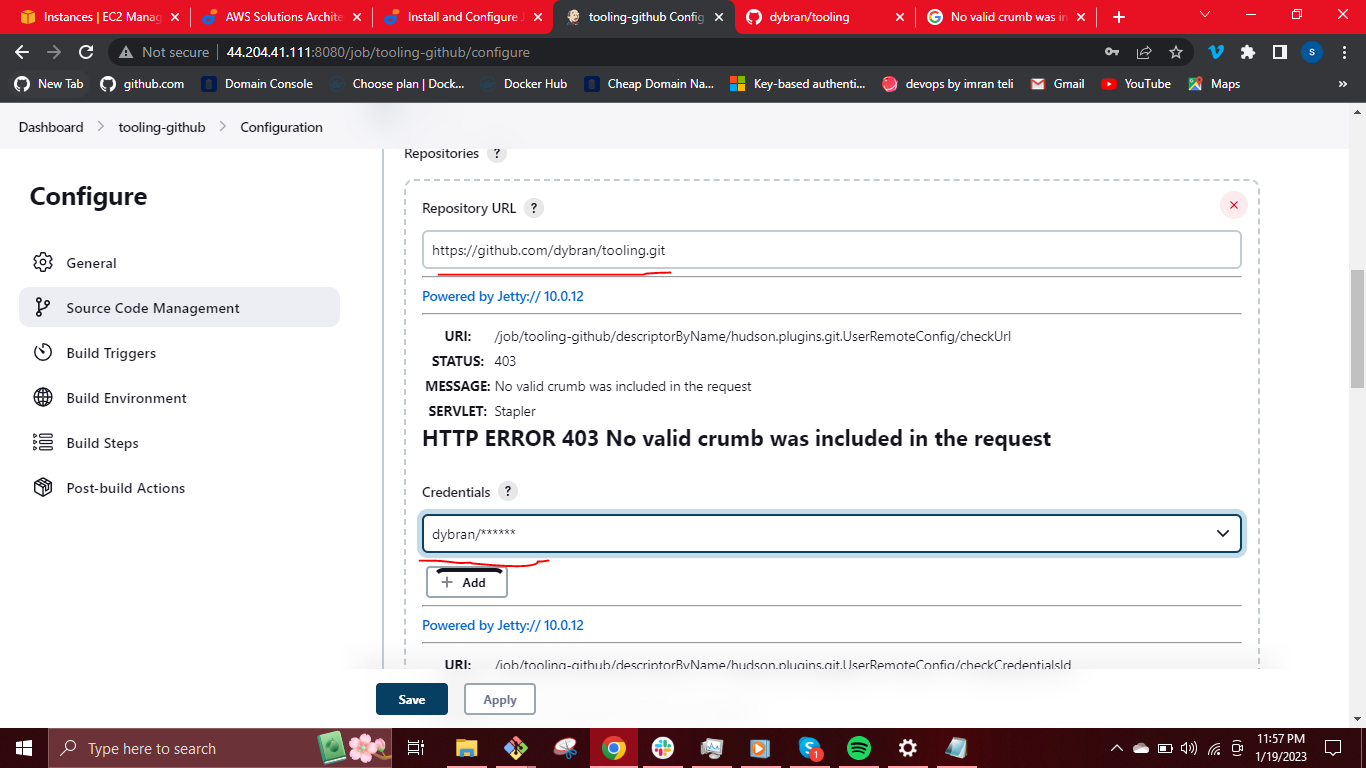 Instances | EC2 Manag
AWS Solutions Archite
Install and Configure J
tooling-github Config
dybran/tooling
No valid crumb was in
Not secure
44.204.41.111:8080/job/tooling-github/configure
s
New Tab
github.com
Domain Console
Choose plan | Dock...
Docker Hub
Cheap Domain Na...
Key-based authenti...
devops by imran teli
Gmail
YouTube
Maps
»
Dashboard > tooling-github > Configuration
Configure
General
Source Code Management
Build Triggers
Build Environment
Build Steps
Post-build Actions
Repositories ?
Repository URL ?
https://github.com/dybran/tooling.git
Powered by Jetty:// 10.0.12
URI: /job/tooling-github/descriptorByName/hudson.plugins.git.UserRemoteConfig/checkUrl
STATUS: 403
MESSAGE: No valid crumb was included in the request
SERVLET: Stapler
HTTP ERROR 403 No valid crumb was included in the request
Credentials ?
dybran/******
+ Add
Powered by Jetty:// 10.0.12
URI: /job/tooling-github/descriptorByName/hudson.plugins.git.UserRemoteConfig/checkCredentialsId
Save
Apply
Type here to search
1
11:57 PM
1/19/2023